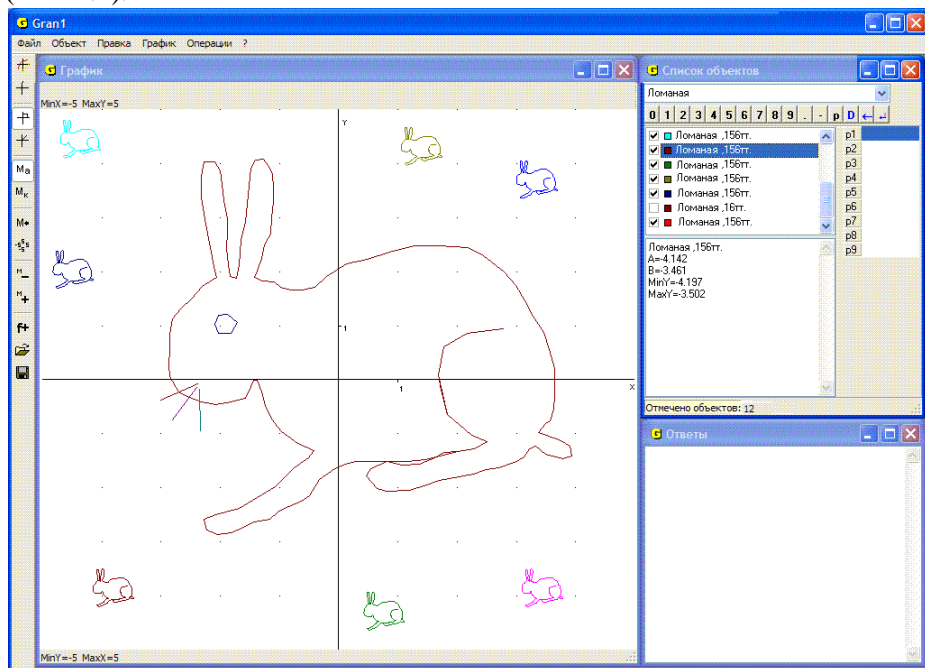 Gran1
Файл Объект Правка График Операции ?
График
MinX=-5 MaxY=5
Y
1
1
X
MinY=-5 MaxX=5
Ma
Mк
M
M
M
f+
Список объектов
Ломаная
0 1 2 3 4 5 6 7 8 9 . - p D ← ↵
Ломаная ,156тт.
Ломаная ,156тт.
Ломаная ,156тт.
Ломаная ,156тт.
Ломаная ,156тт.
Ломаная ,16тт.
Ломаная ,156тт.
p1
p2
p3
p4
p5
p6
p7
p8
p9
Ломаная ,156тт.
A=-4.142
B=-3.461
MinY=-4.197
MaxY=-3.502
Отмечено объектов: 12
Ответы